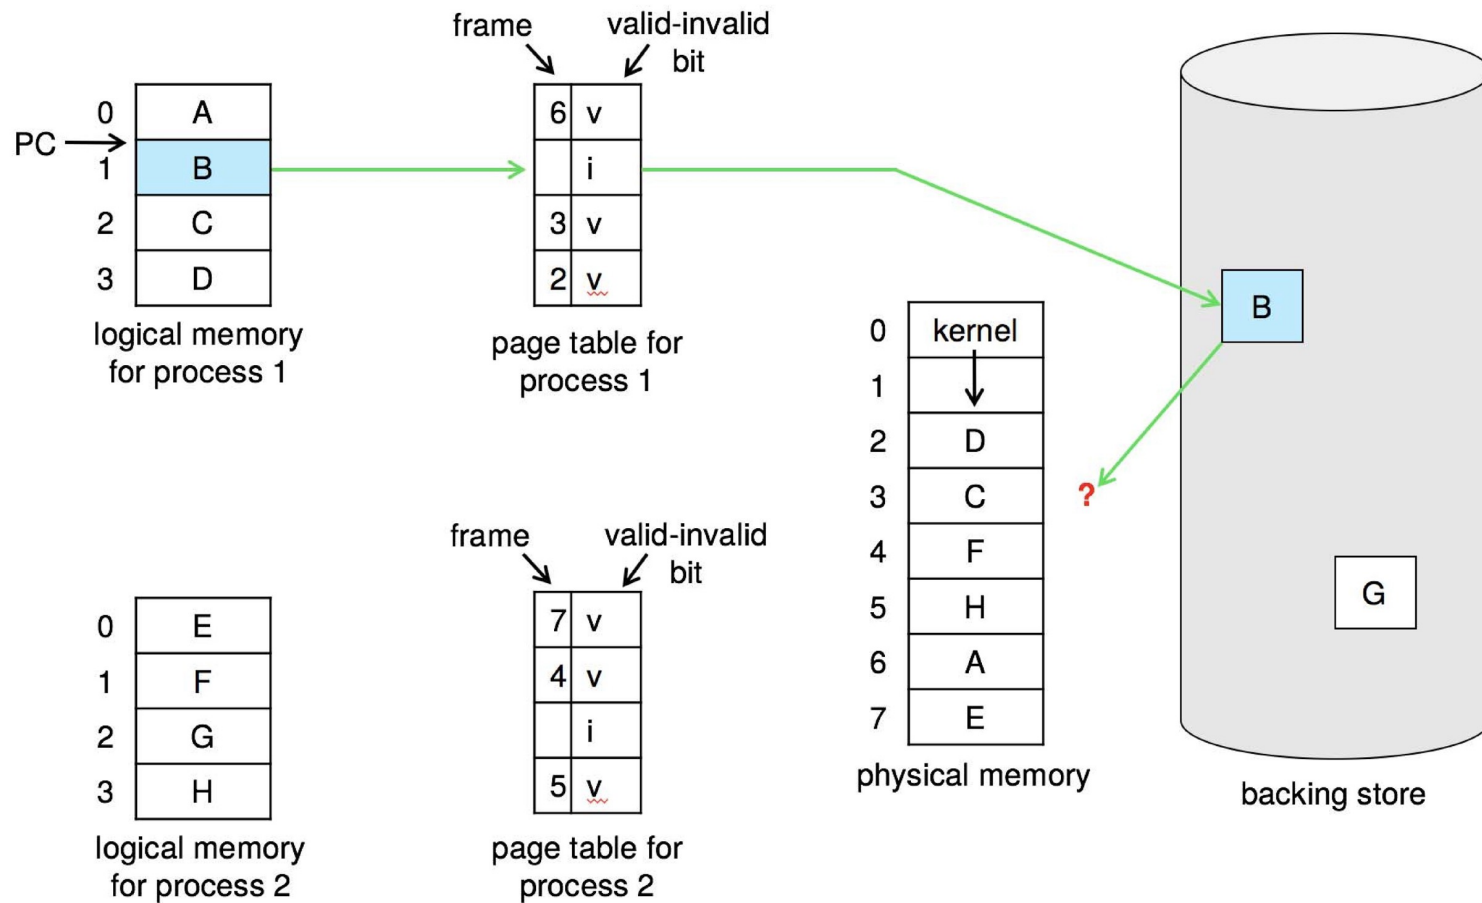 frame
valid-invalid
bit
0 A 6 v
PC
1 B i
2 C 3 v
3 D 2 v
logical memory
for process 1
page table for
process 1
B
0 kernel
1
2 D
3 C ?
4 F
5 H
6 A
7 E
physical memory
G
backing store
frame
valid-invalid
bit
0 E 7 v
1 F 4 v
2 G i
3 H 5 v
logical memory
for process 2
page table for
process 2